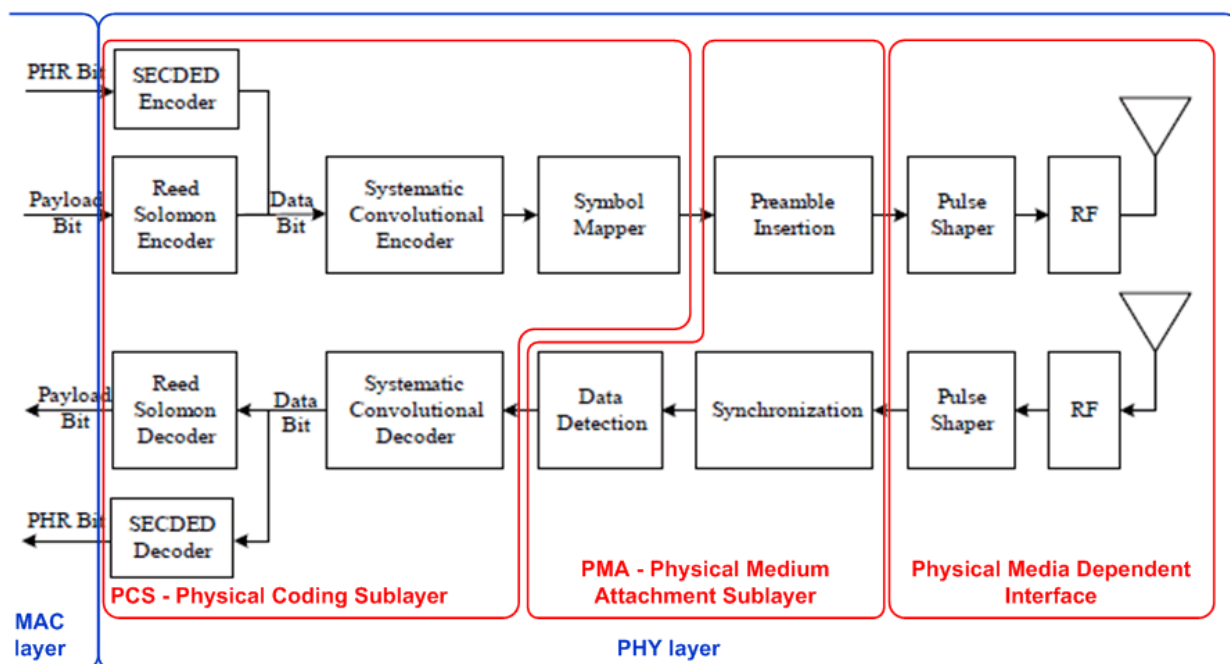 PHR Bit
SECDED
Encoder
Payload
Bit
Reed
Solomon
Encoder
Data
Bit
Systematic
Convolutional
Encoder
Symbol
Mapper
Preamble
Insertion
Pulse
Shaper
RF
Payload
Bit
Reed
Solomon
Decoder
Data
Bit
Systematic
Convolutional
Decoder
Data
Detection
Synchronization
Pulse
Shaper
RF
PHR Bit
SECDED
Decoder
PCS - Physical Coding Sublayer
PMA - Physical Medium
Attachment Sublayer
Physical Media Dependent
Interface
MAC
layer
PHY layer